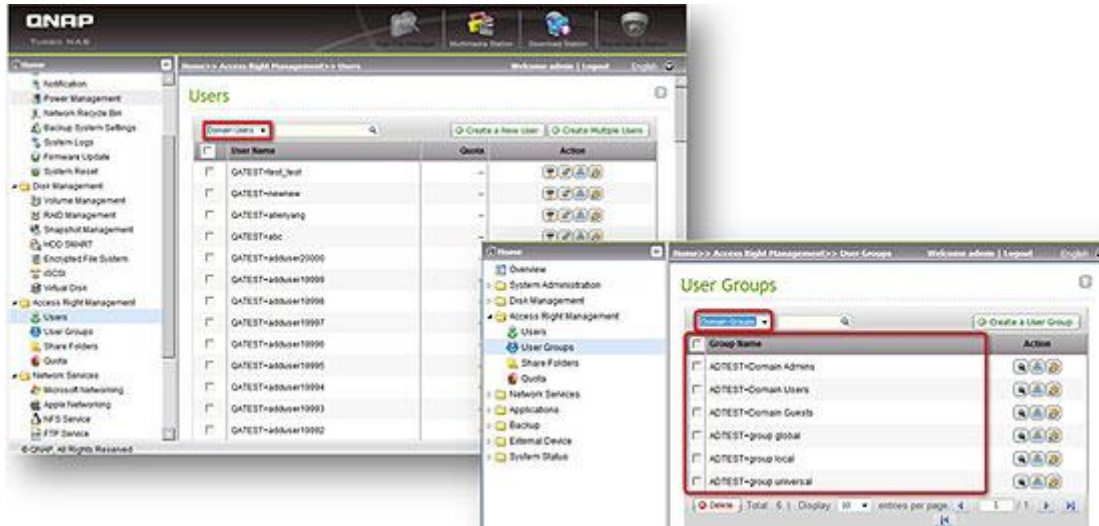 QNAP
TURBO NAS
Multimedia Station
Download Station
Home
Home>> Access Right Management>> Users
Welcome admin | Logout
English
Notification
Power Management
Network Recycle Bin
Backup System Settings
System Logs
Firmware Update
System Reset
Disk Management
Volume Management
RAID Management
Snapshot Management
HDD SMART
Encrypted File System
iSCSI
Virtual Disk
Access Right Management
Users
User Groups
Share Folders
Quota
Network Services
Microsoft Networking
Apple Networking
NFS Service
FTP Service
© QNAP, All Rights Reserved
Users
Domain Users
Create a New User
Create Multiple Users
User Name
Quota
Action
QATEST+test_test
--
QATEST+newnew
--
QATEST+allenyang
--
QATEST+abc
--
QATEST+adduser20000
QATEST+adduser19999
QATEST+adduser19998
QATEST+adduser19997
QATEST+adduser19996
QATEST+adduser19995
QATEST+adduser19994
QATEST+adduser19993
QATEST+adduser19992
Home
Overview
System Administration
Disk Management
Access Right Management
Users
User Groups
Share Folders
Quota
Network Services
Applications
Backup
External Device
System Status
Home>> Access Right Management>> User Groups
Welcome admin | Logout
English
User Groups
Domain Groups
Create a User Group
Group Name
Action
ADTEST+Domain Admins
ADTEST+Domain Users
ADTEST+Domain Guests
ADTEST+group global
ADTEST+group local
ADTEST+group universal
Delete
Total: 6 | Display 10 entries per page.
1 / 1